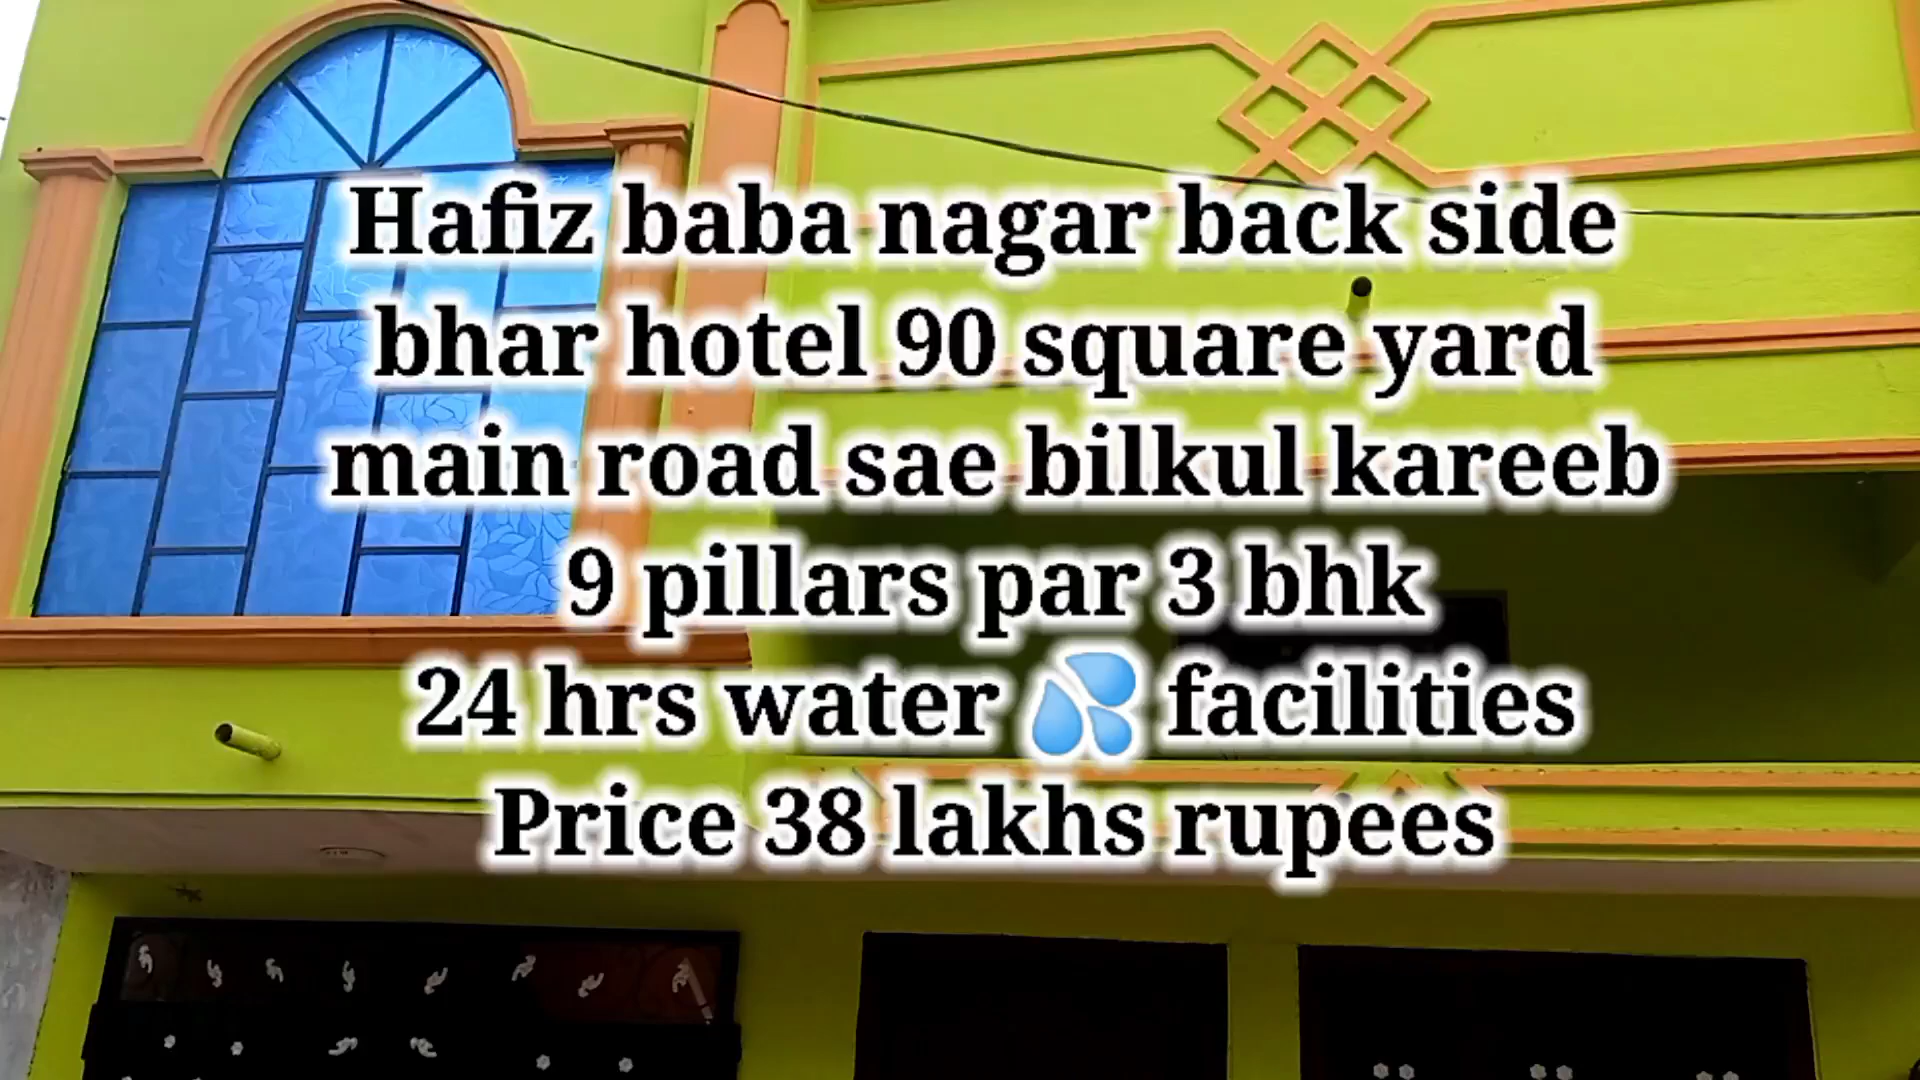 Hafiz baba nagar back side
bhar hotel 90 square yard
main road sae bilkul kareeb
9 pillars par 3 bhk
24 hrs water 💦 facilities
Price 38 lakhs rupees